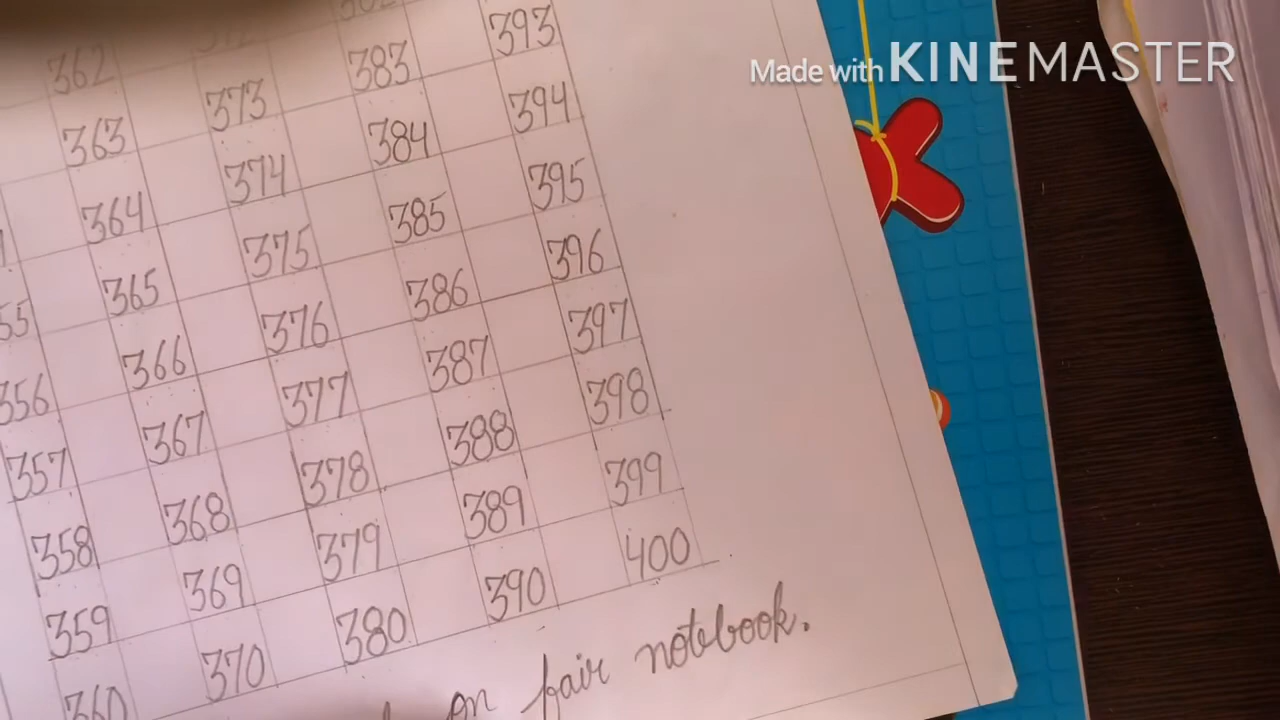 Made with KINEMASTER
362 383 393
363 373 384 394
364 374 385 395
365 375 386 396
366 376 387 397
356 367 377 388 398
357 368 378 389 399
358 369 379 390 400
359 370 380
360
on fair notebook.